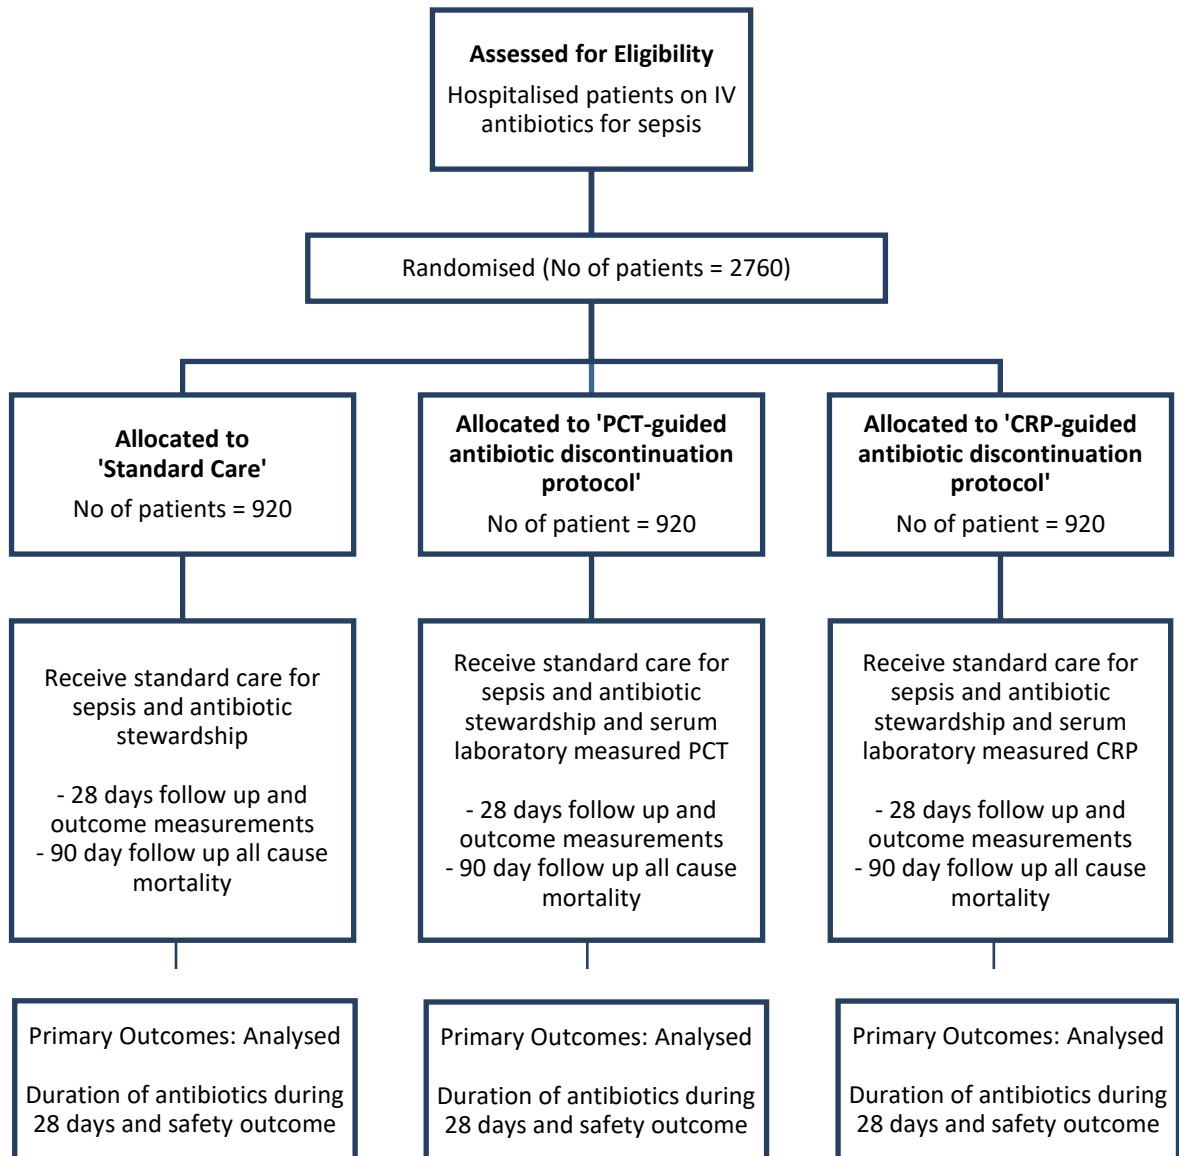 Assessed for Eligibility
Hospitalised patients on IV
antibiotics for sepsis
Randomised (No of patients = 2760)
Allocated to
'Standard Care'
No of patients = 920
Allocated to 'PCT-guided
antibiotic discontinuation
protocol'
No of patient = 920
Allocated to 'CRP-guided
antibiotic discontinuation
protocol'
No of patient = 920
Receive standard care for
sepsis and antibiotic
stewardship
- 28 days follow up and
outcome measurements
- 90 day follow up all cause
mortality
Receive standard care for
sepsis and antibiotic
stewardship and serum
laboratory measured PCT
- 28 days follow up and
outcome measurements
- 90 day follow up all cause
mortality
Receive standard care for
sepsis and antibiotic
stewardship and serum
laboratory measured CRP
- 28 days follow up and
outcome measurements
- 90 day follow up all cause
mortality
Primary Outcomes: Analysed
Duration of antibiotics during
28 days and safety outcome
Primary Outcomes: Analysed
Duration of antibiotics during
28 days and safety outcome
Primary Outcomes: Analysed
Duration of antibiotics during
28 days and safety outcome